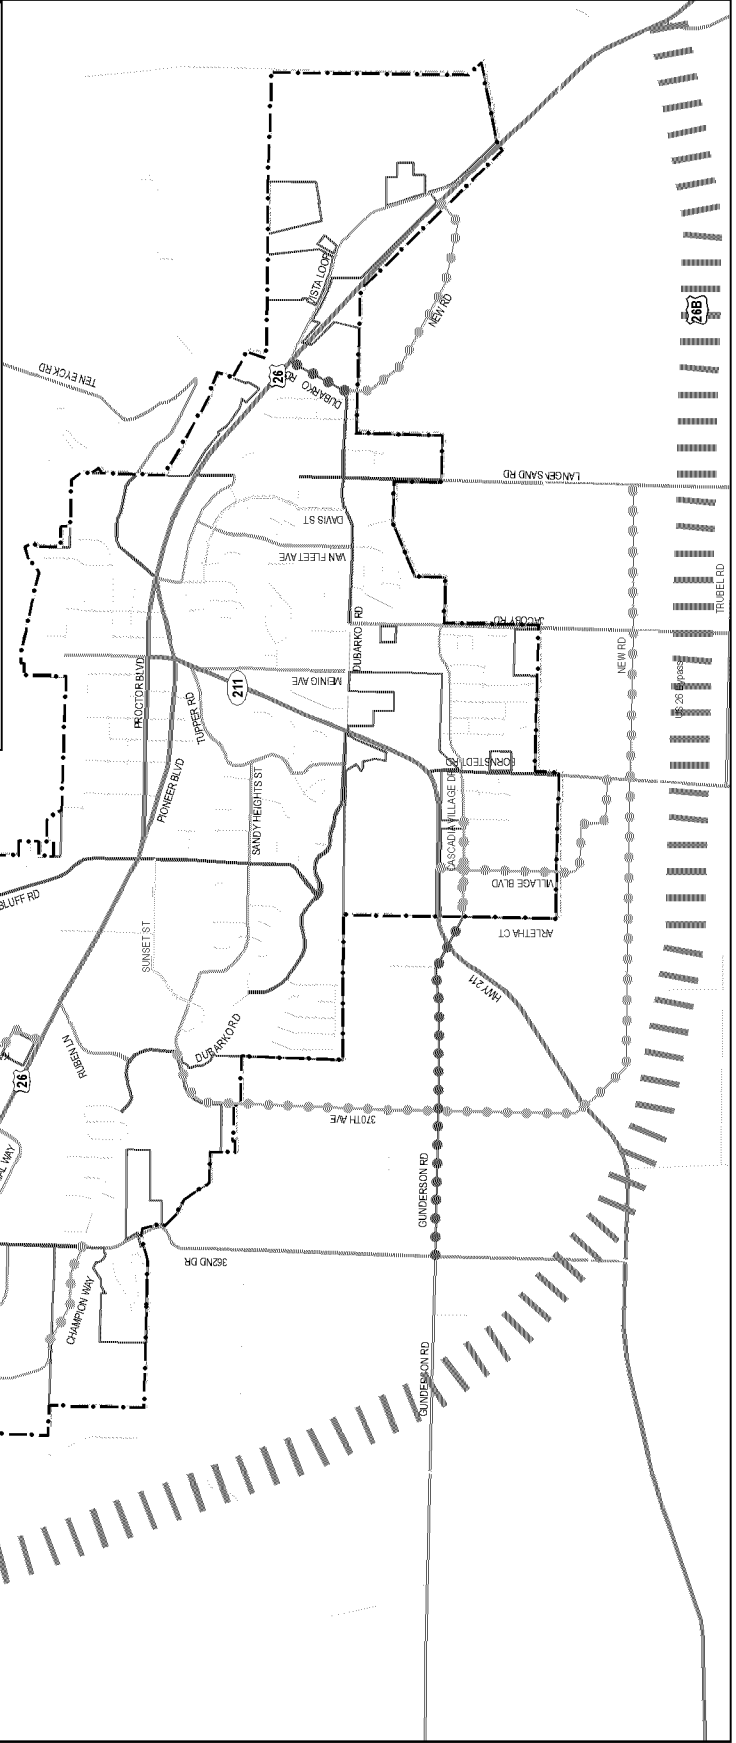 TEN EYCK RD
VISTA LOOP
NEW RD
26B
26
DUBARKO RD
LANGENSAND RD
DAVIS ST
VAN FLEET AVE
TRUBEL RD
JACOBY RD
DUBARKO RD
NEW RD
US 26 Bypass
PROCTOR BLVD
MENIG AVE
211
TUPPER RD
PIONEER BLVD
SANDY HEIGHTS ST
CASCADIA VILLAGE DR
VILLAGE BLVD
BLUFF RD
SUNSET ST
ARLETHA CT
HWY 211
DUBARKO RD
RUBEN LN
26
370TH AVE
WAY
GUNDERSON RD
362ND DR
CHAMPION WAY
GUNDERSON RD